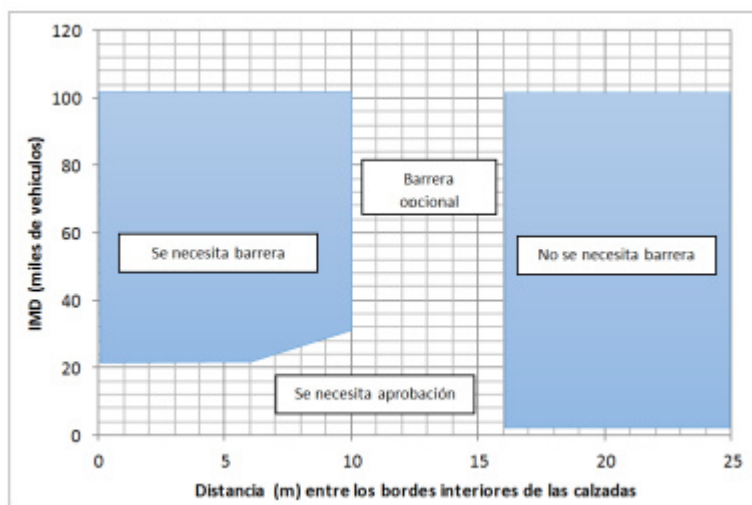 120
100
80
60
40
20
0
IMD (miles de vehículos)
Barrera
opcional
Se necesita barrera
No se necesita barrera
Se necesita aprobación
0 5 10 15 20 25
Distancia (m) entre los bordes interiores de las calzadas